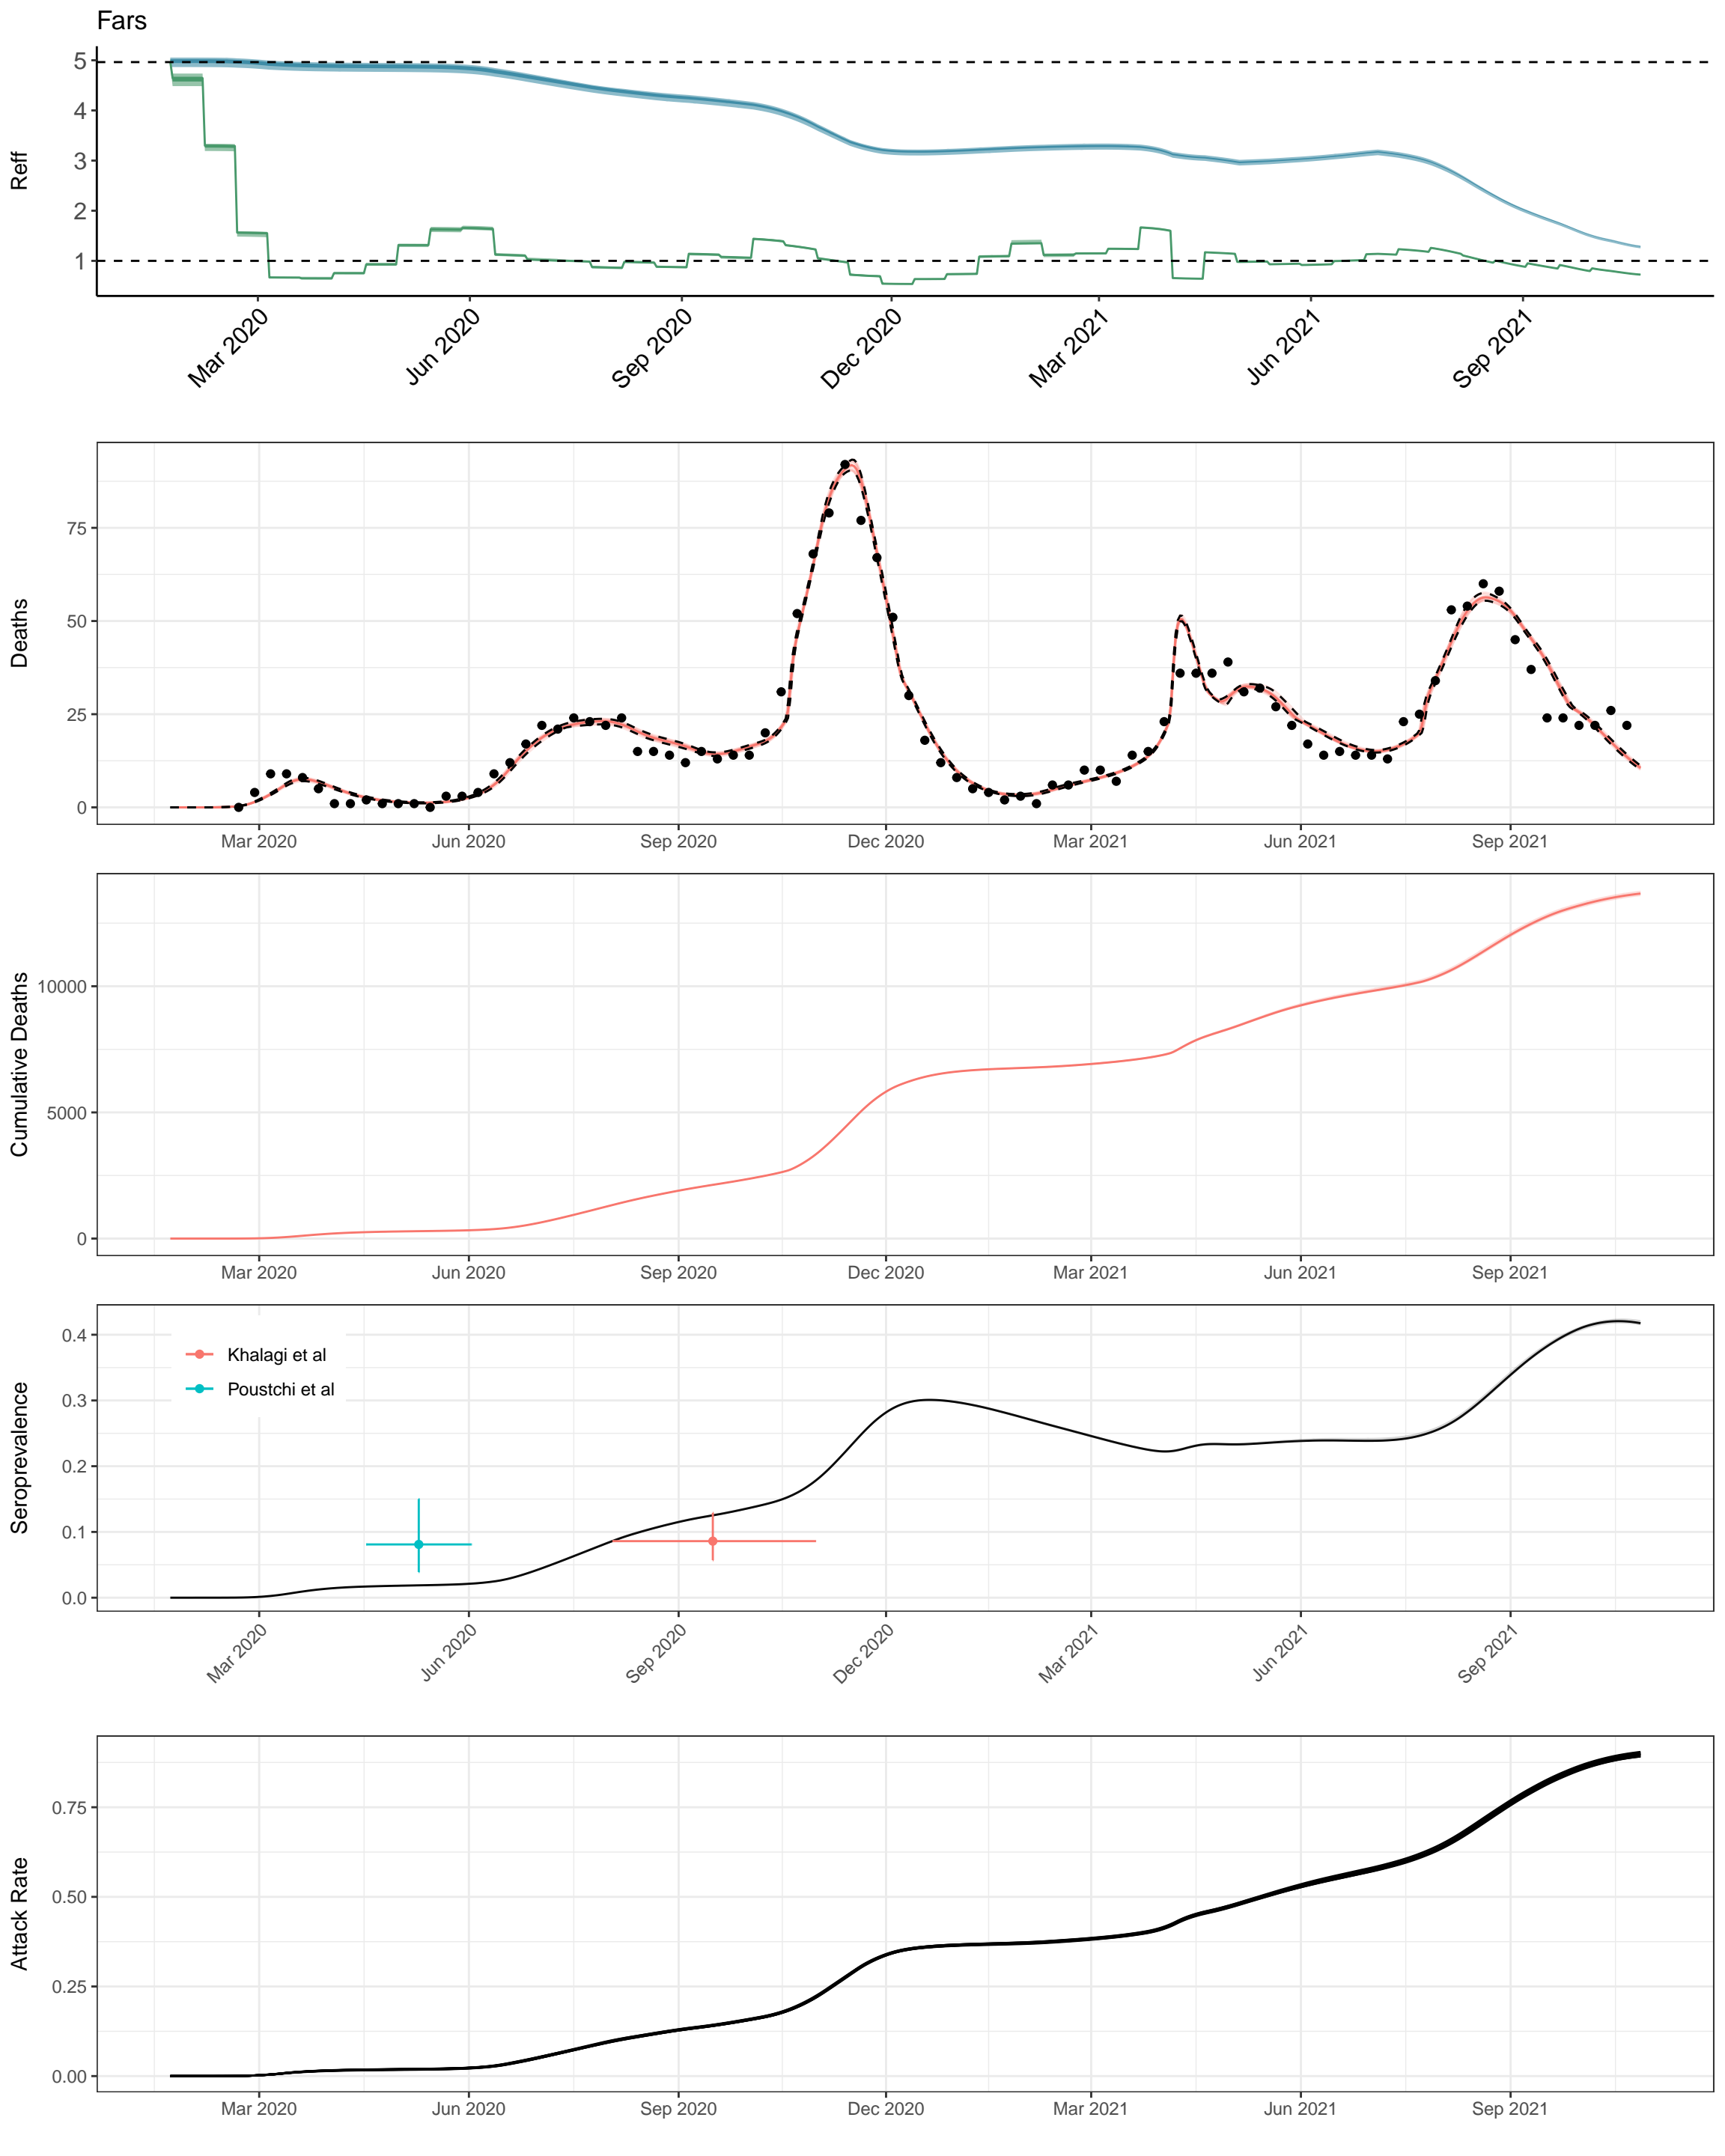 Fars
Reff
5
4
3
2
1
Mar 2020
Jun 2020
Sep 2020
Dec 2020
Mar 2021
Jun 2021
Sep 2021
Deaths
75
50
25
0
Mar 2020
Jun 2020
Sep 2020
Dec 2020
Mar 2021
Jun 2021
Sep 2021
Cumulative Deaths
10000
5000
0
Mar 2020
Jun 2020
Sep 2020
Dec 2020
Mar 2021
Jun 2021
Sep 2021
Seroprevalence
0.4
0.3
0.2
0.1
0.0
Khalagi et al
Poustchi et al
Mar 2020
Jun 2020
Sep 2020
Dec 2020
Mar 2021
Jun 2021
Sep 2021
Attack Rate
0.75
0.50
0.25
0.00
Mar 2020
Jun 2020
Sep 2020
Dec 2020
Mar 2021
Jun 2021
Sep 2021